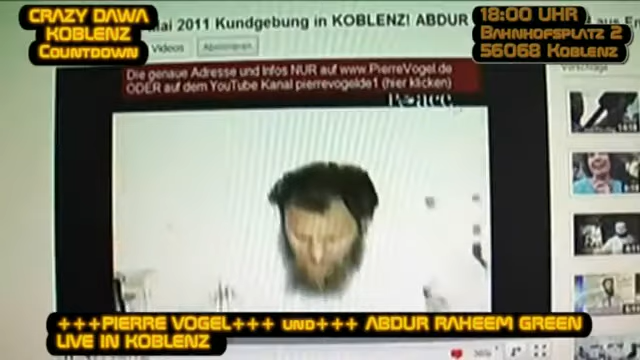 CRAZY DAWA
KOBLENZ
COUNTDOWN
18:00 UHR
BAHNHOFSPLATZ 2
56068 KOBLENZ
Mai 2011 Kundgebung in KOBLENZ! ABDUR
Videos Abonnieren
Die genaue Adresse und Infos NUR auf www.PierreVogel.de
ODER auf dem YouTube Kanal pierrevogelde1 (hier klicken)
+++PIERRE VOGEL+++ UND+++ ABDUR RAHEEM GREEN
LIVE IN KOBLENZ